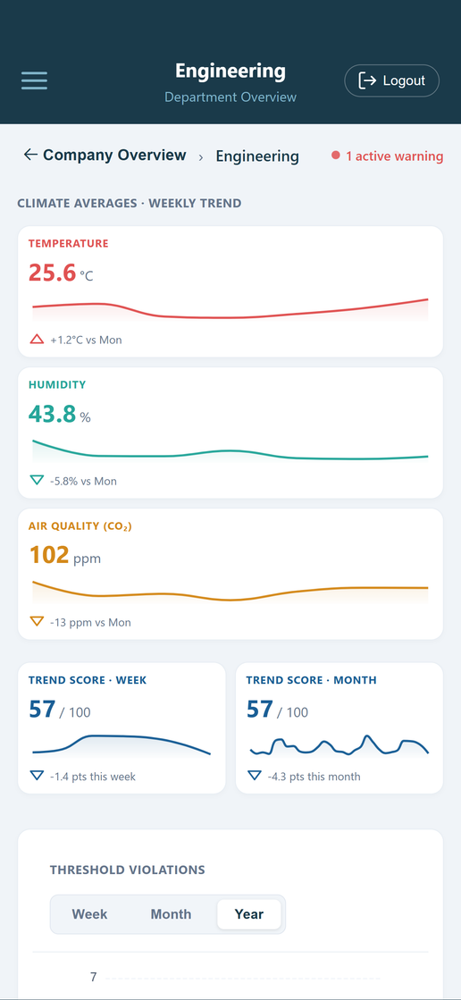 Engineering
Department Overview
Logout
Company Overview › Engineering
1 active warning
CLIMATE AVERAGES · WEEKLY TREND
TEMPERATURE
25.6 °C
+1.2°C vs Mon
HUMIDITY
43.8 %
-5.8% vs Mon
AIR QUALITY (CO₂)
102 ppm
-13 ppm vs Mon
TREND SCORE · WEEK
57 / 100
-1.4 pts this week
TREND SCORE · MONTH
57 / 100
-4.3 pts this month
THRESHOLD VIOLATIONS
Week Month Year
7